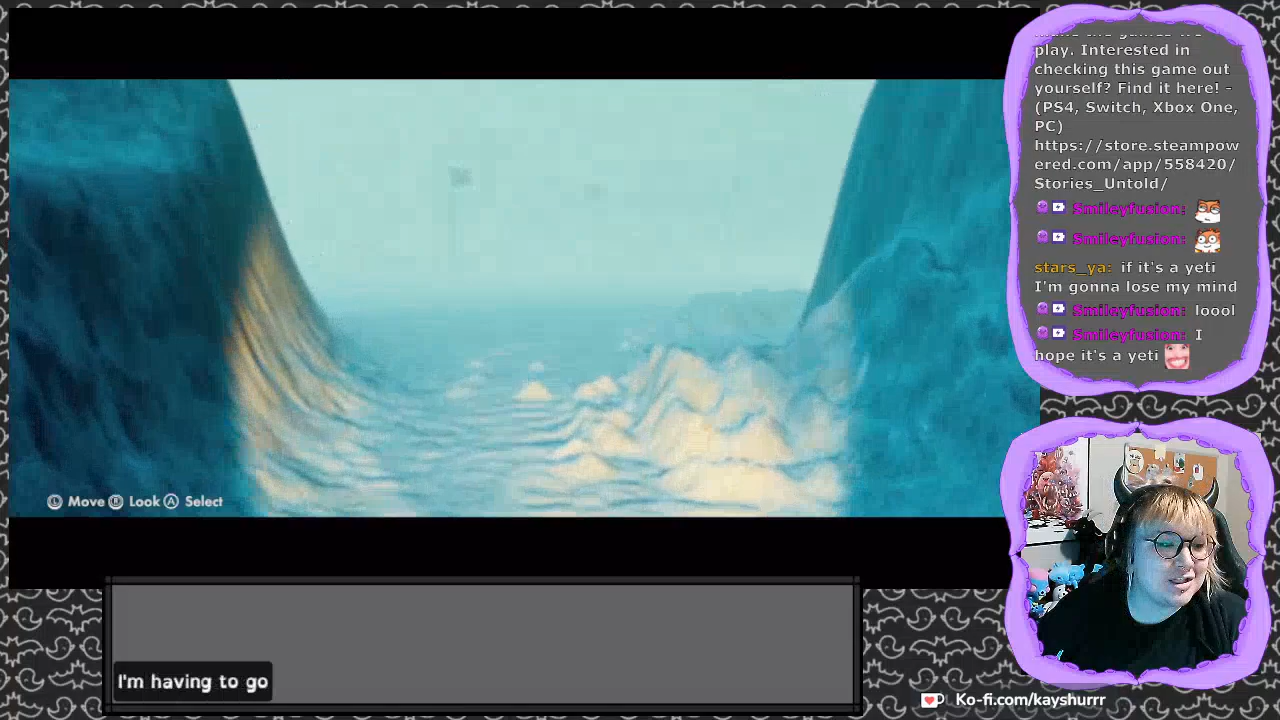 play. Interested in
checking this game out
yourself? Find it here! -
(PS4, Switch, Xbox One,
PC)
https://store.steampow
ered.com/app/558420/
Stories_Untold/
Smileyfusion:
Smileyfusion:
stars_ya: if it's a yeti
I'm gonna lose my mind
Smileyfusion: loool
Smileyfusion: I
hope it's a yeti
L Move R Look A Select
I'm having to go
Ko-fi.com/kayshurrr